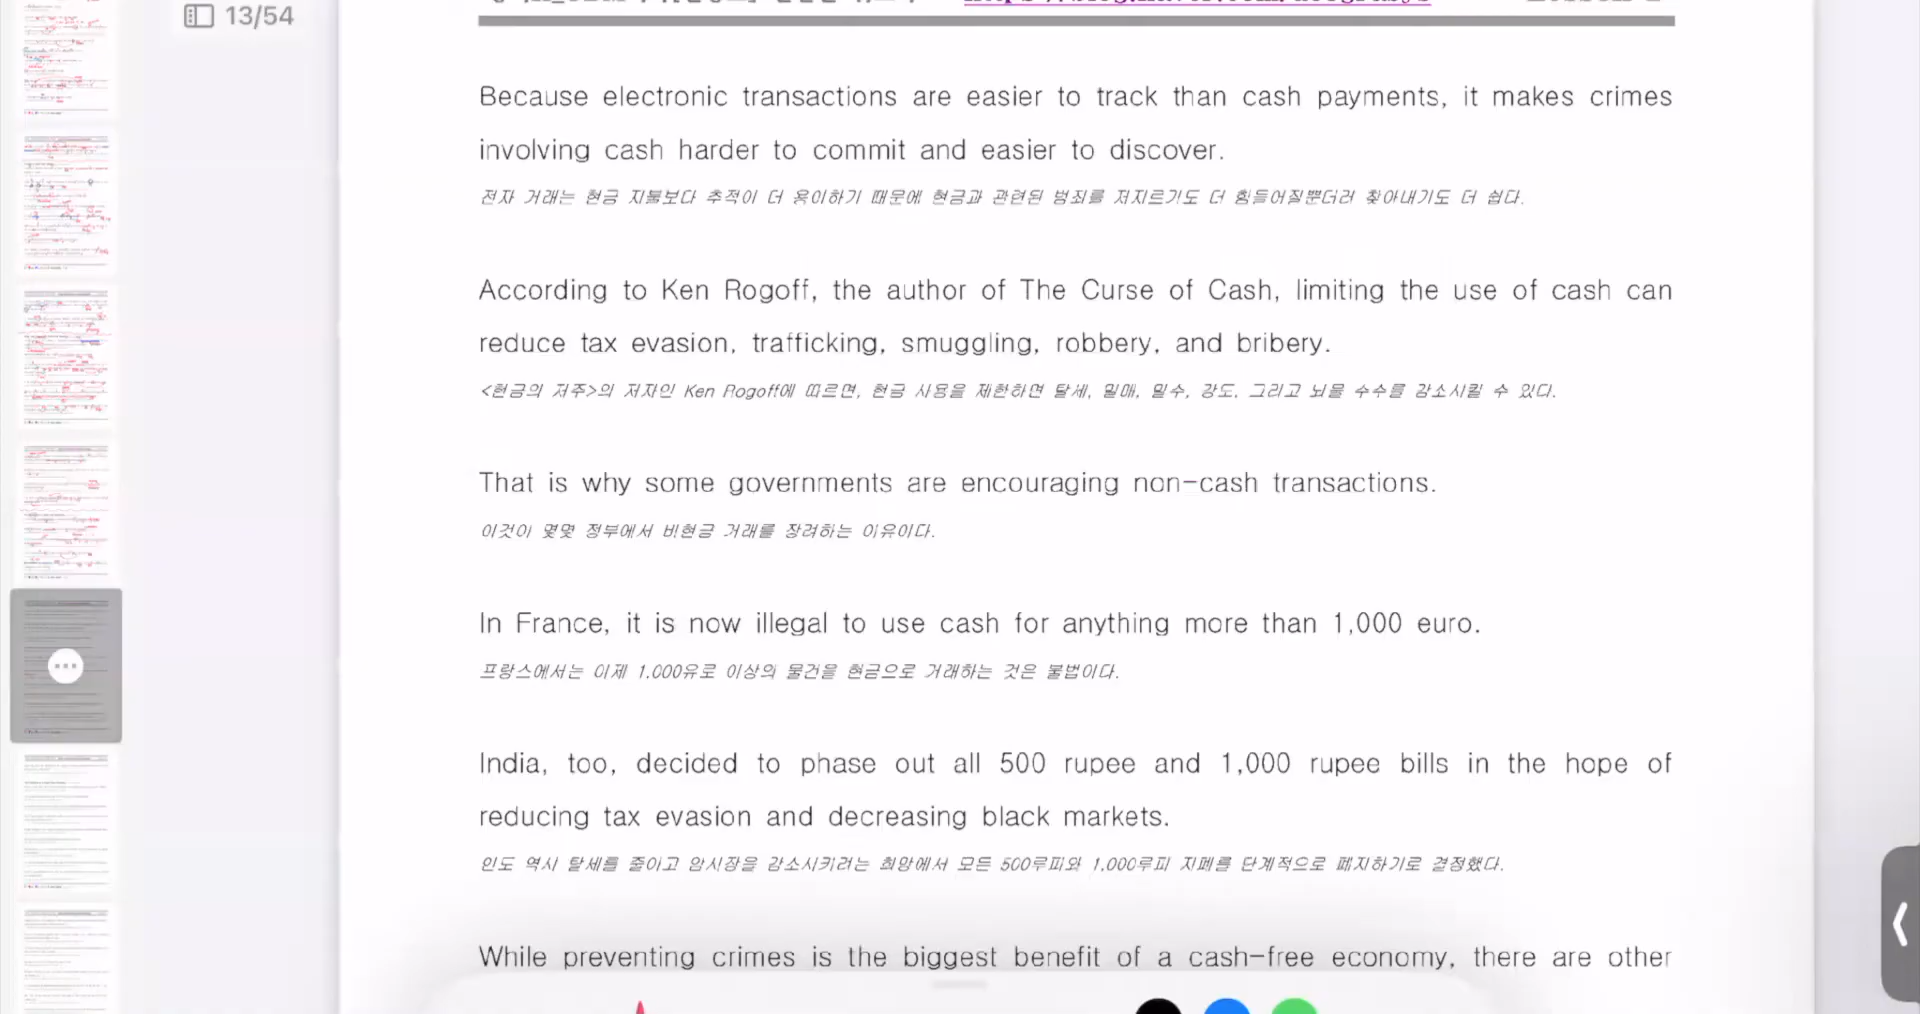 13/54
Because electronic transactions are easier to track than cash payments, it makes crimes
involving cash harder to commit and easier to discover.
전자 거래는 현금 지불보다 추적이 더 용이하기 때문에 현금과 관련된 범죄를 저지르기도 더 힘들어질뿐더러 찾아내기도 더 쉽다.
According to Ken Rogoff, the author of The Curse of Cash, limiting the use of cash can
reduce tax evasion, trafficking, smuggling, robbery, and bribery.
<현금의 저주>의 저자인 Ken Rogoff에 따르면, 현금 사용을 제한하면 탈세, 밀매, 밀수, 강도, 그리고 뇌물 수수를 감소시킬 수 있다.
That is why some governments are encouraging non-cash transactions.
이것이 몇몇 정부에서 비현금 거래를 장려하는 이유이다.
In France, it is now illegal to use cash for anything more than 1,000 euro.
프랑스에서는 이제 1,000유로 이상의 물건을 현금으로 거래하는 것은 불법이다.
India, too, decided to phase out all 500 rupee and 1,000 rupee bills in the hope of
reducing tax evasion and decreasing black markets.
인도 역시 탈세를 줄이고 암시장을 감소시키려는 희망에서 모든 500루피와 1,000루피 지폐를 단계적으로 폐지하기로 결정했다.
While preventing crimes is the biggest benefit of a cash-free economy, there are other